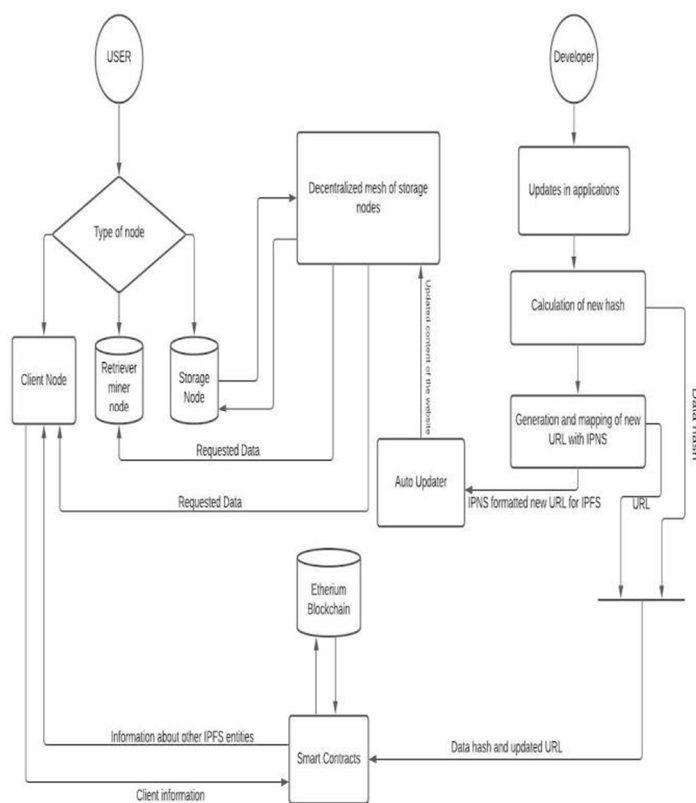 USER
Developer
Decentralized mesh of storage
nodes
Updates in applications
Type of node
Calculation of new hash
Updated content of the website
Client Node
Retriever
miner
node
Storage
Node
Data hash
Generation and mapping of new
URL with IPNS
Requested Data
Auto Updater
Requested Data
IPNS formatted new URL for IPFS
URL
Etherium
Blockchain
Information about other IPFS entities
Smart Contracts
Data hash and updated URL
Client information